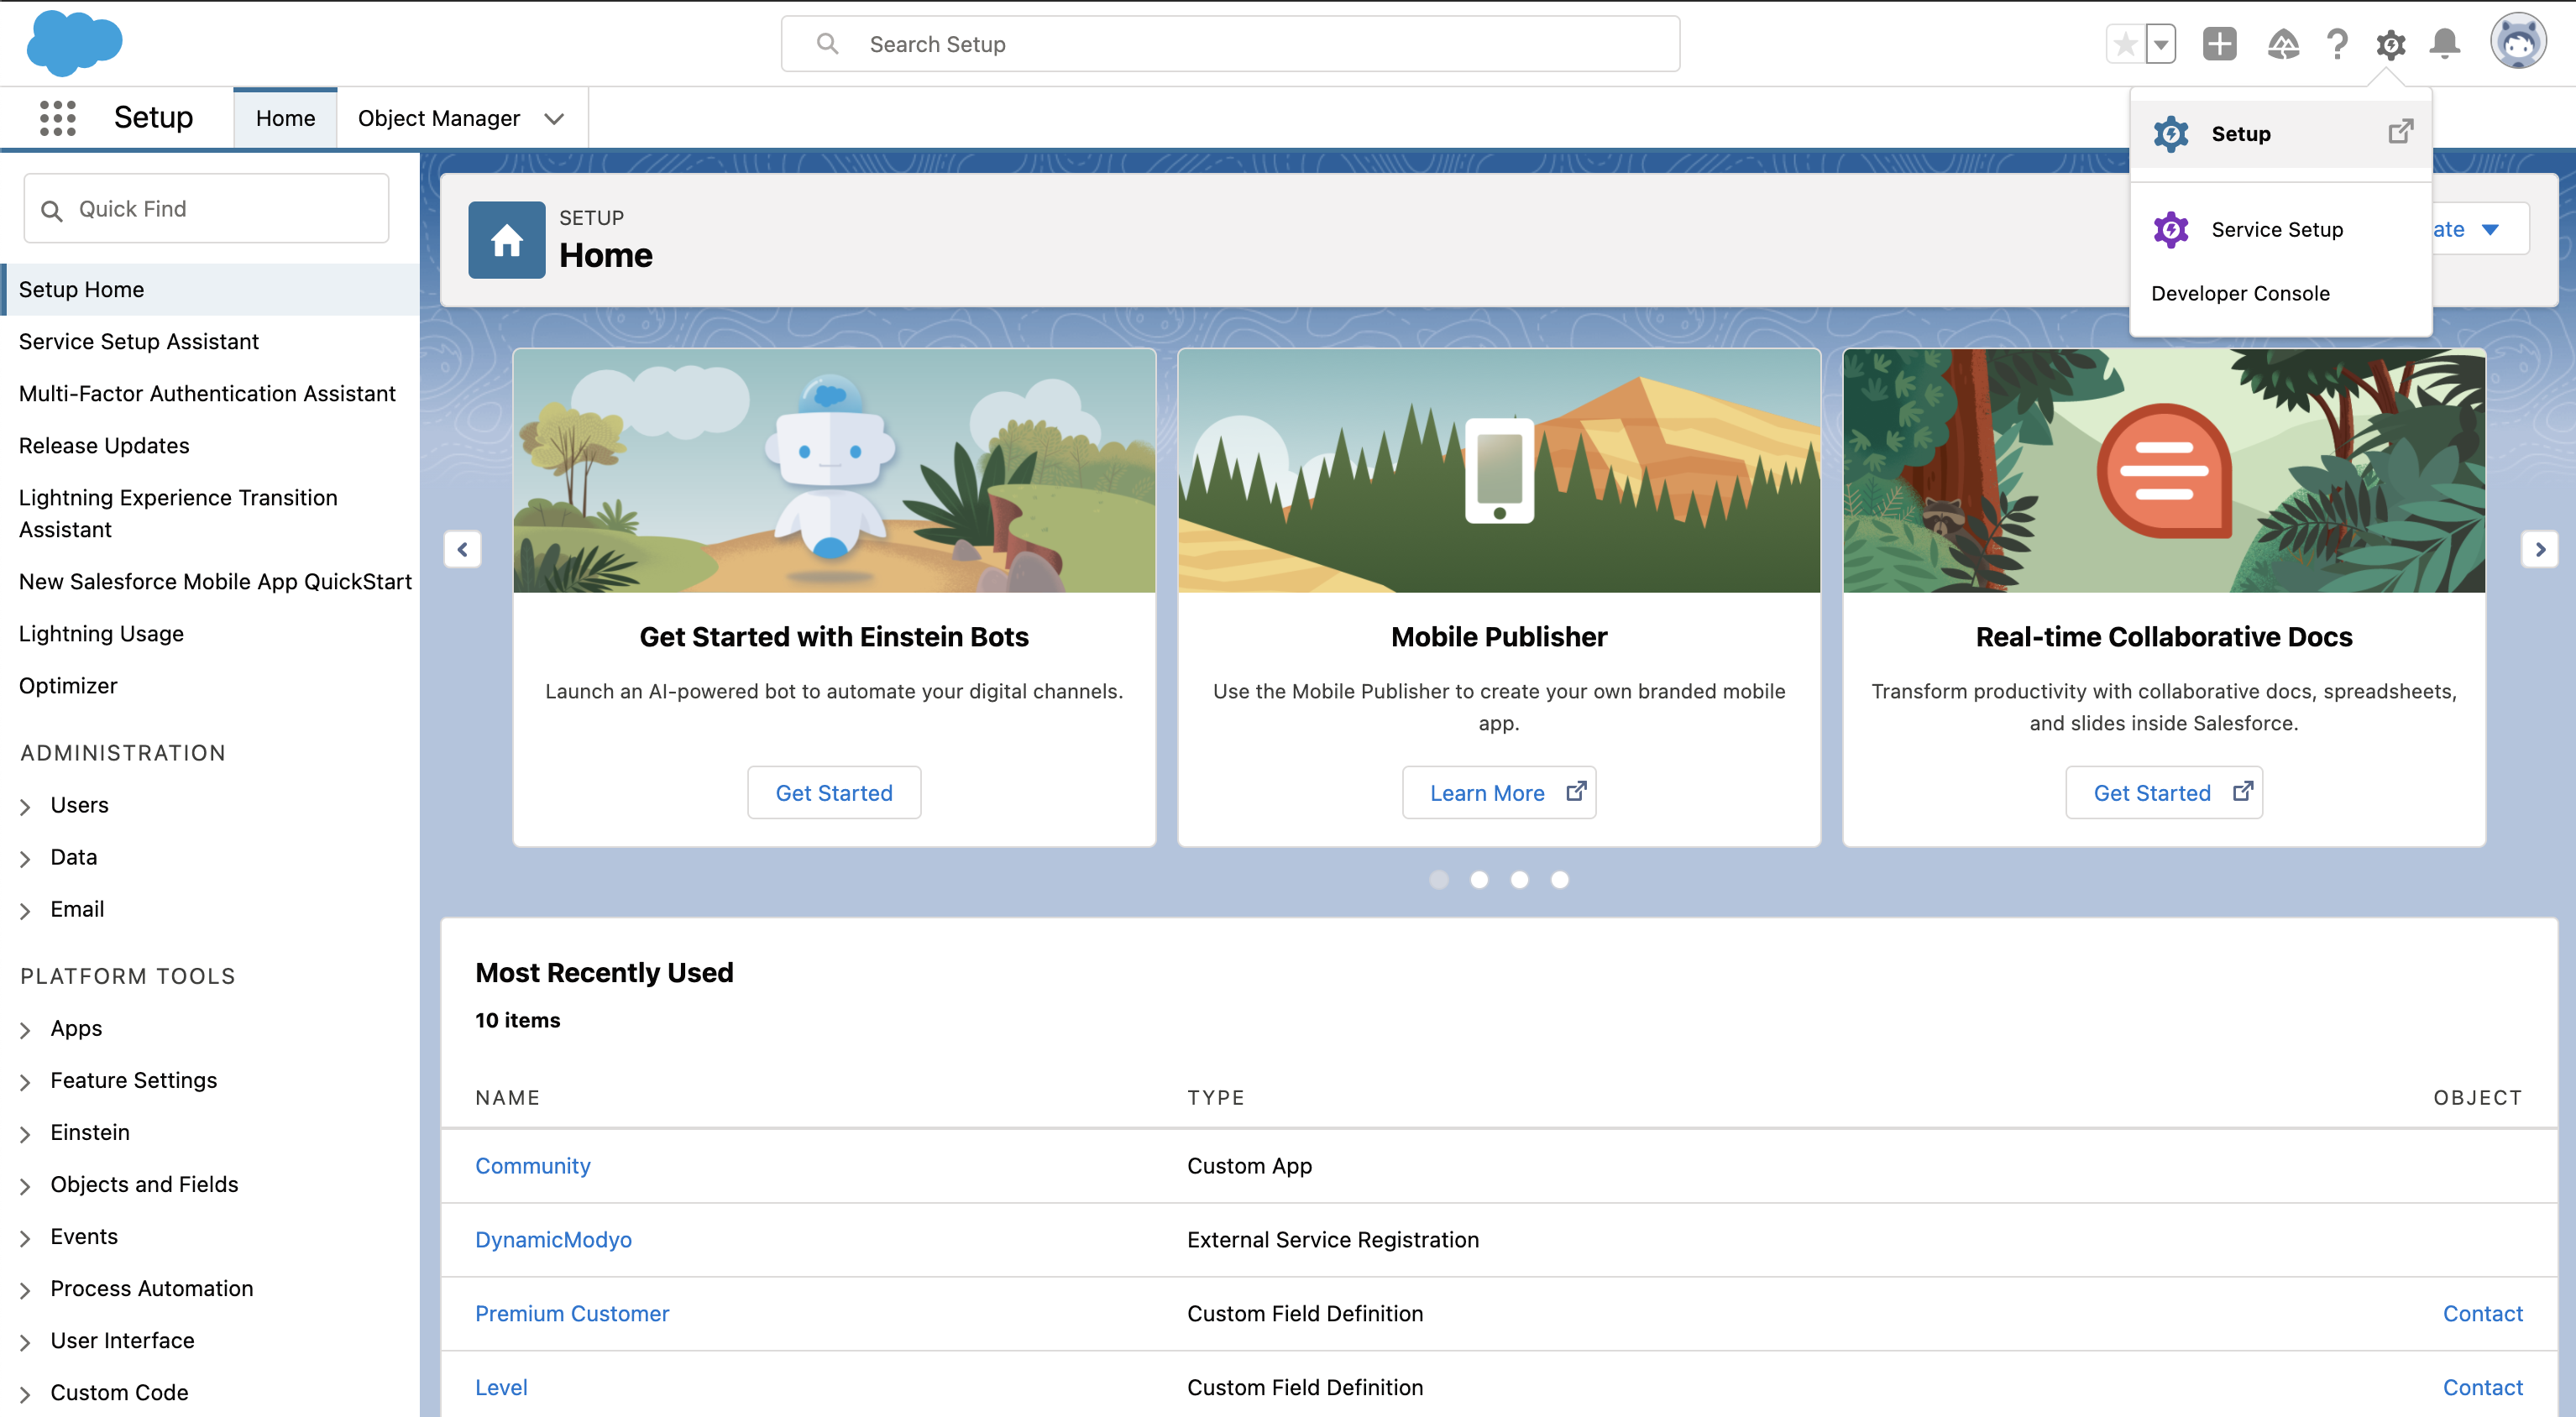 Search Setup
Setup
Home
Object Manager
Setup
Service Setup
Developer Console
Quick Find
Setup Home
Service Setup Assistant
Multi-Factor Authentication Assistant
Release Updates
Lightning Experience Transition
Assistant
New Salesforce Mobile App QuickStart
Lightning Usage
Optimizer
ADMINISTRATION
Users
Data
Email
PLATFORM TOOLS
Apps
Feature Settings
Einstein
Objects and Fields
Events
Process Automation
User Interface
Custom Code
SETUP
Home
ate
Get Started with Einstein Bots
Launch an AI-powered bot to automate your digital channels.
Get Started
Mobile Publisher
Use the Mobile Publisher to create your own branded mobile
app.
Learn More
Real-time Collaborative Docs
Transform productivity with collaborative docs, spreadsheets,
and slides inside Salesforce.
Get Started
Most Recently Used
10 items
NAME TYPE OBJECT
Community Custom App
DynamicModyo External Service Registration
Premium Customer Custom Field Definition Contact
Level Custom Field Definition Contact